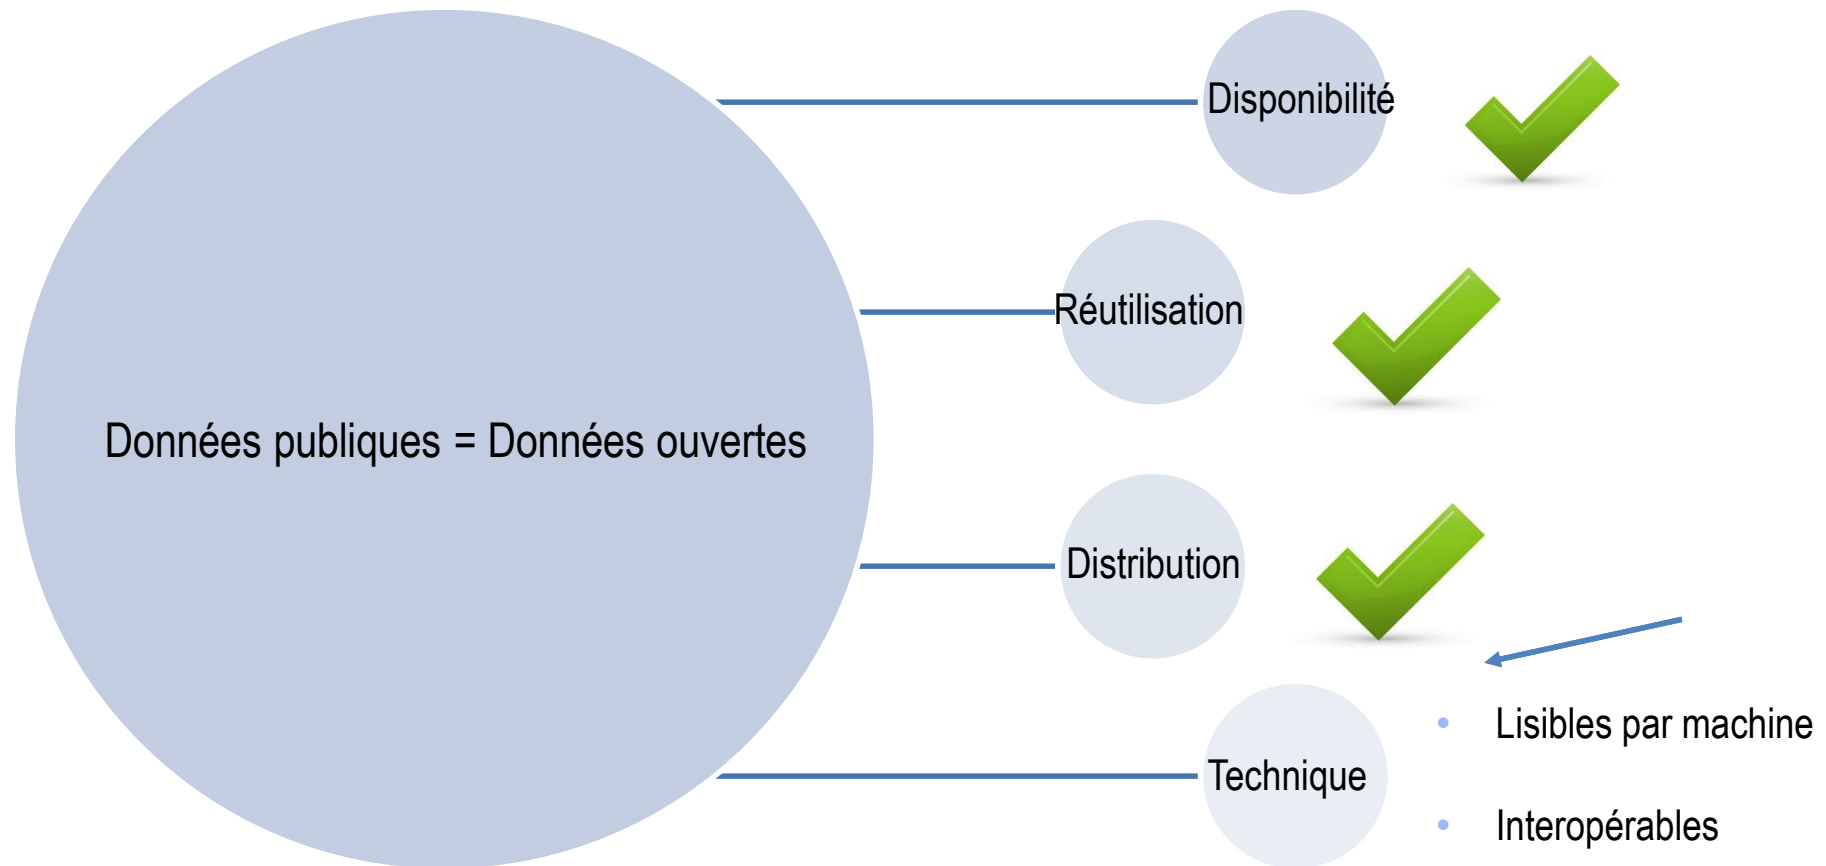 Disponibilité
Réutilisation
Données publiques = Données ouvertes
Distribution
Technique
• Lisibles par machine
• Interopérables